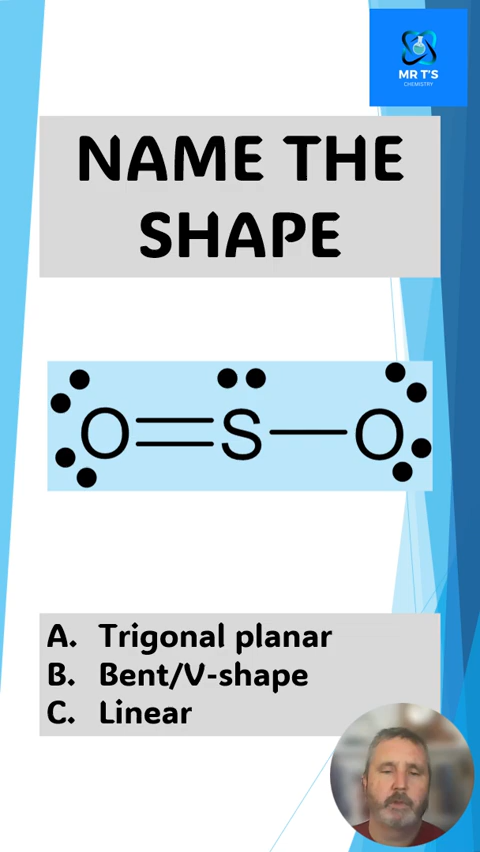 MR T'S
CHEMISTRY
NAME THE
SHAPE
O S O
A. Trigonal planar
B. Bent/V-shape
C. Linear